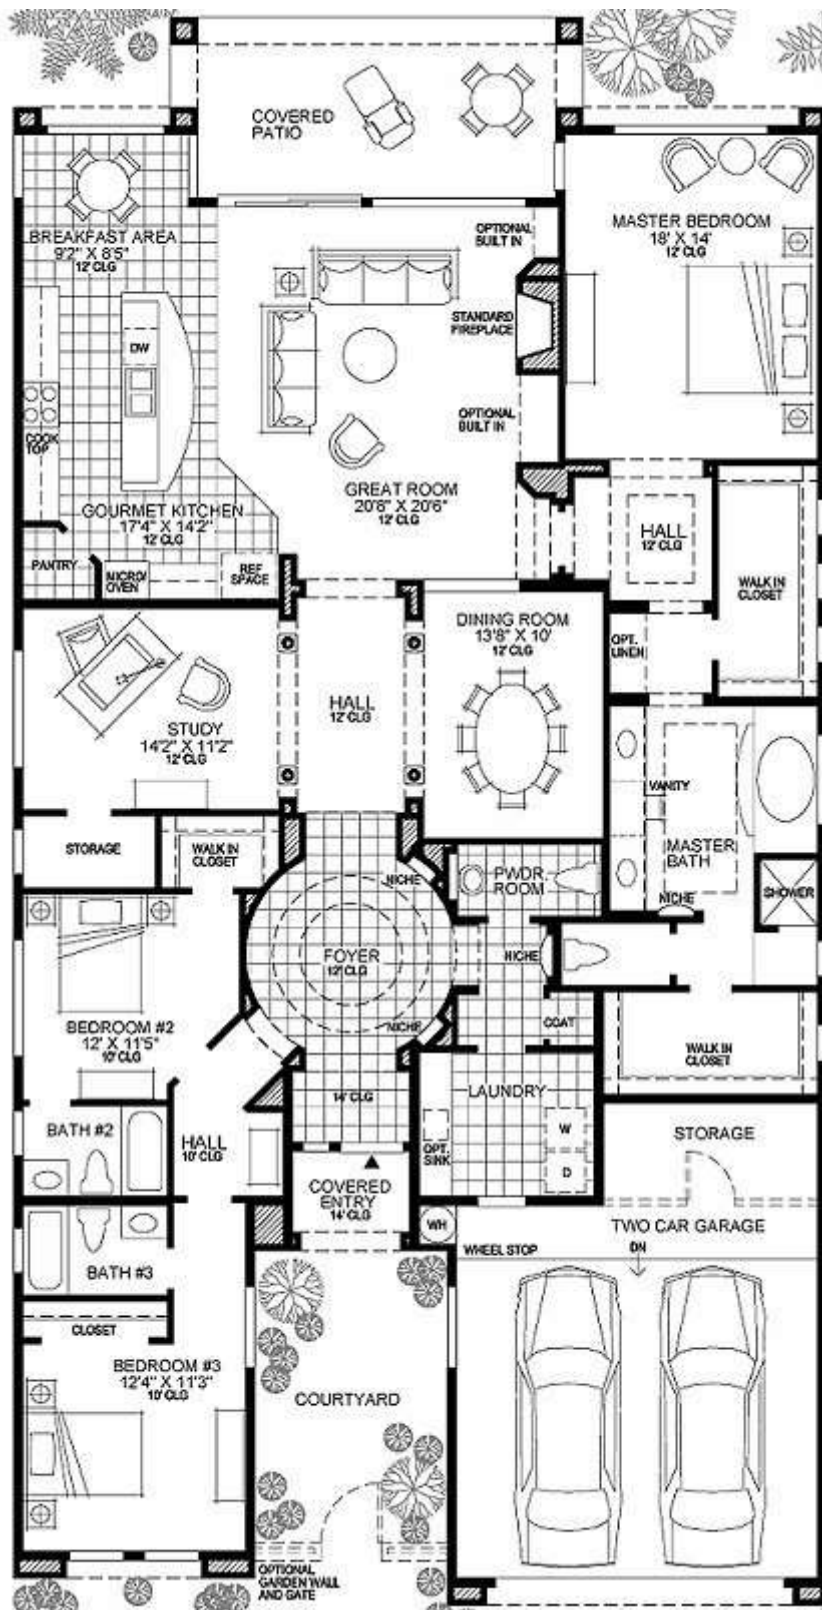 COVERED
PATIO
BREAKFAST AREA
9'2" X 8'5"
12' CLG
OPTIONAL
BUILT IN
MASTER BEDROOM
18' X 14'
12' CLG
STANDARD
FIREPLACE
DW
COOK
TOP
OPTIONAL
BUILT IN
GOURMET KITCHEN
17'4" X 14'2"
12' CLG
GREAT ROOM
20'8" X 20'6"
12' CLG
HALL
12' CLG
WALK IN
CLOSET
PANTRY
MICRO/
OVEN
REF
SPACE
DINING ROOM
13'8" X 10'
12' CLG
OPT.
LINEN
STUDY
14'2" X 11'2"
12' CLG
HALL
12' CLG
VANITY
MASTER
BATH
STORAGE
WALK IN
CLOSET
NICHE
PWDR.
ROOM
NICHE
SHOWER
FOYER
12' CLG
NICHE
NICHE
COAT
BEDROOM #2
12' X 11'5"
10' CLG
WALK IN
CLOSET
14' CLG
LAUNDRY
BATH #2
HALL
10' CLG
OPT.
SINK
W
D
STORAGE
COVERED
ENTRY
14' CLG
WH
TWO CAR GARAGE
WHEEL STOP
DN
BATH #3
CLOSET
BEDROOM #3
12'4" X 11'3"
10' CLG
COURTYARD
OPTIONAL
GARDEN WALL
AND GATE